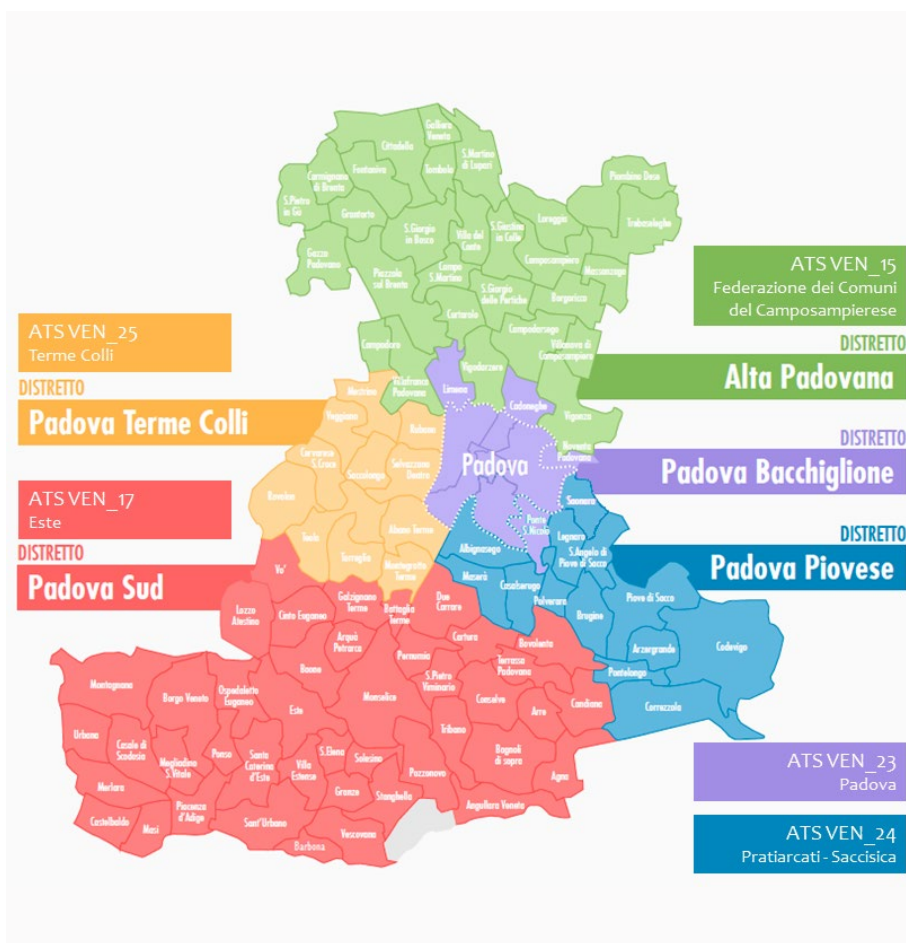 Galliera
Veneta
Cittadella
S.Martino
di Lupari
Fontaniva
Tombolo
Carmignano
di Brenta
S.Pietro
in Gù
Grantorto
Piombino Dese
Trebaseleghe
Loreggia
S.Giorgio
in Bosco
Villa del
Conte
S.Giustina
in Colle
Gazzo
Padovano
Camposampiero
Massanzago
Piazzola
sul Brenta
Campo
S.Martino
S.Giorgio
delle Pertiche
Borgoricco
Curtarolo
Campodarsego
Villanova di
Camposampiero
Campodoro
Vigodarzere
Villafranca
Padovana
Limena
Cadoneghe
Vigonza
Noventa
Padovana
ATS VEN_15
Federazione dei Comuni
del Camposampierese
DISTRETTO
Alta Padovana
ATS VEN_25
Terme Colli
DISTRETTO
Padova Terme Colli
Mestrino
Veggiano
Rubano
Cervarese
S.Croce
Saccolongo
Selvazzano
Dentro
Rovolon
Teolo
Abano Terme
Torreglia
Montegrotto
Terme
Padova
DISTRETTO
Padova Bacchiglione
Ponte
S.Nicolò
Saonara
Legnaro
S.Angelo di
Piove di Sacco
Albignasego
Maserà
Casalserugo
Polverara
Brugine
Piove di Sacco
Arzergrande
Codevigo
Pontelongo
Correzzola
DISTRETTO
Padova Piovese
ATS VEN_17
Este
DISTRETTO
Padova Sud
Vo'
Lozzo
Atestino
Cinto Euganeo
Galzignano
Terme
Battaglia
Terme
Due
Carrare
Arquà
Petrarca
Pernumia
Cartura
Bovolenta
Terrassa
Padovana
S.Pietro
Viminario
Montagnana
Borgo Veneto
Ospedaletto
Euganeo
Baone
Este
Monselice
Conselve
Arre
Candiana
Tribano
Bagnoli
di sopra
Agna
Urbana
Casale di
Scodosia
Megliadino
S.Vitale
Ponso
Santa
Caterina
d'Este
Villa
Estense
S.Elena
Solesino
Pozzonovo
Merlara
Granze
Stanghella
Anguillara Veneta
Castelbaldo
Masi
Piacenza
d'Adige
Sant'Urbano
Vescovana
Barbona
ATS VEN_23
Padova
ATS VEN_24
Pratiarcati - Saccisica